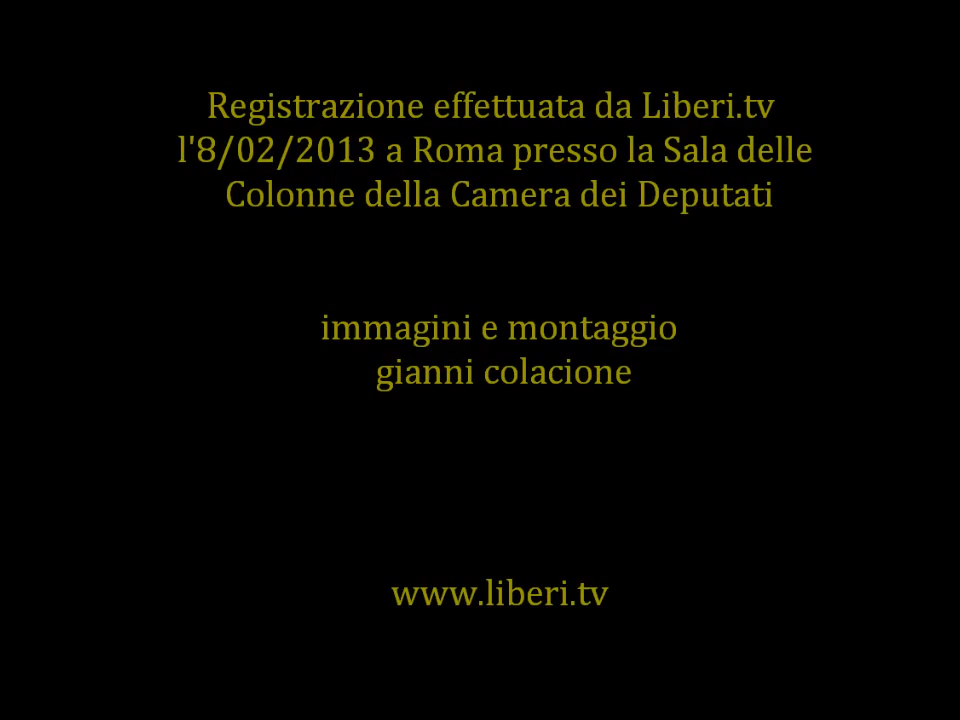 Registrazione effettuata da Liberi.tv
l'8/02/2013 a Roma presso la Sala delle
Colonne della Camera dei Deputati
immagini e montaggio
gianni colacione
www.liberi.tv